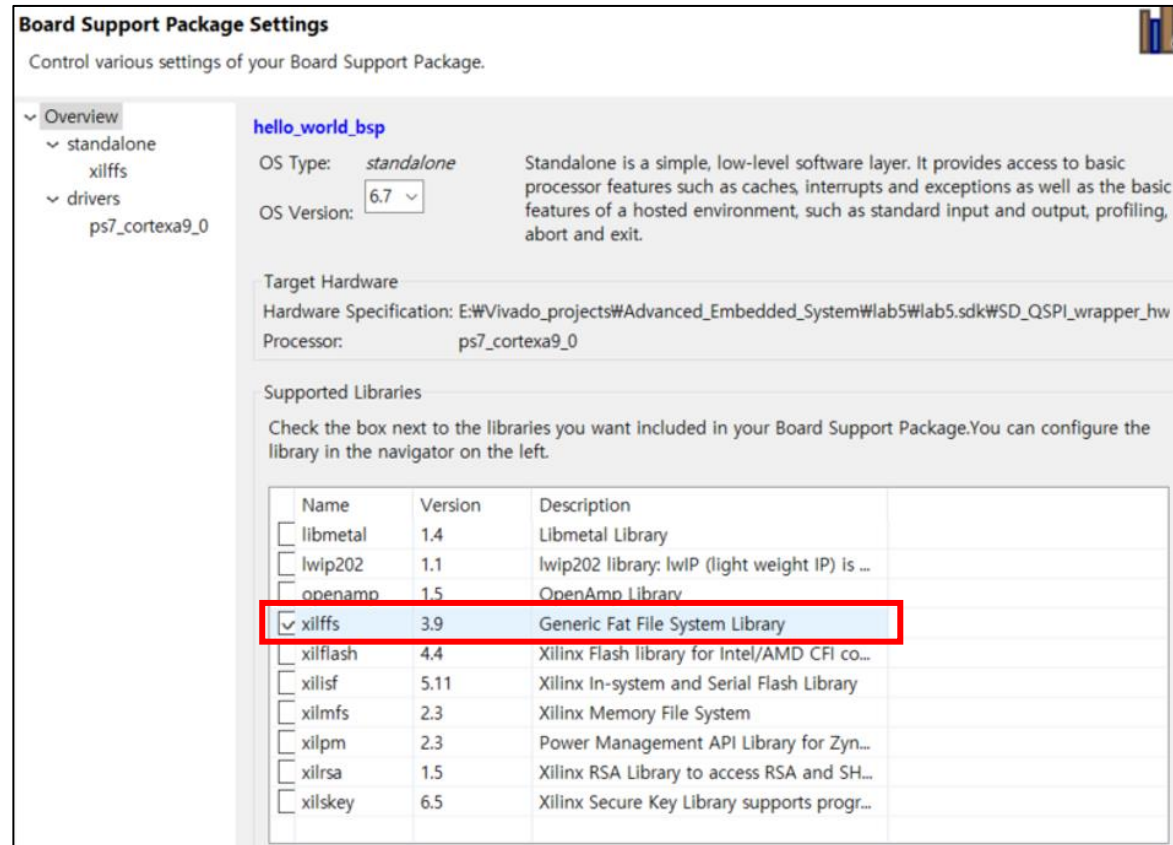 Board Support Package Settings
Control various settings of your Board Support Package.
Overview
standalone
xilffs
drivers
ps7_cortexa9_0
hello_world_bsp
OS Type: standalone
OS Version: 6.7
Standalone is a simple, low-level software layer. It provides access to basic
processor features such as caches, interrupts and exceptions as well as the basic
features of a hosted environment, such as standard input and output, profiling,
abort and exit.
Target Hardware
Hardware Specification: E:₩Vivado_projects₩Advanced_Embedded_System₩lab5₩lab5.sdk₩SD_QSPI_wrapper_hw
Processor: ps7_cortexa9_0
Supported Libraries
Check the box next to the libraries you want included in your Board Support Package.You can configure the
library in the navigator on the left.
Name Version Description
libmetal 1.4 Libmetal Library
lwip202 1.1 lwip202 library: lwIP (light weight IP) is ...
openamp 1.5 OpenAmp Library
xilffs 3.9 Generic Fat File System Library
xilflash 4.4 Xilinx Flash library for Intel/AMD CFI co...
xilisf 5.11 Xilinx In-system and Serial Flash Library
xilmfs 2.3 Xilinx Memory File System
xilpm 2.3 Power Management API Library for Zyn...
xilrsa 1.5 Xilinx RSA Library to access RSA and SH...
xilskey 6.5 Xilinx Secure Key Library supports progr...